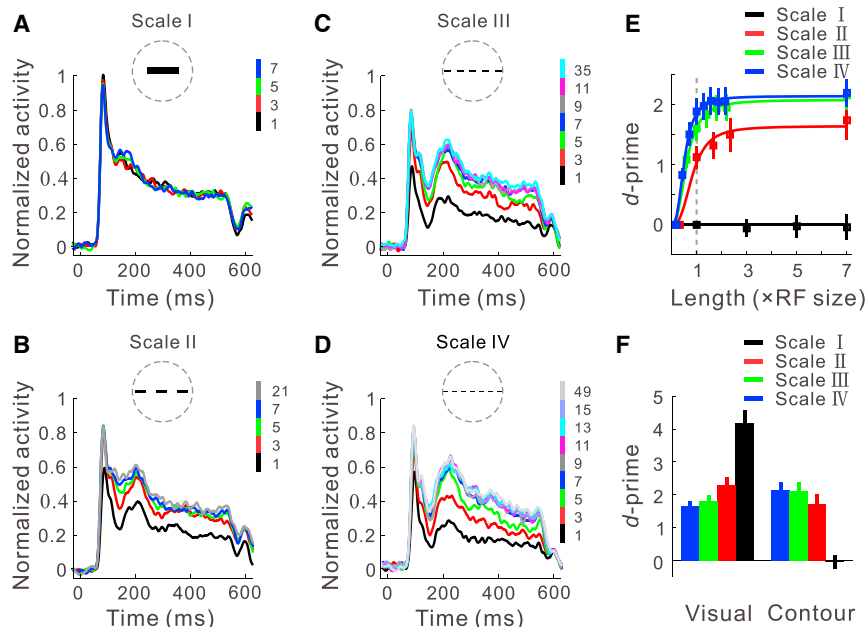 A
Scale I
Normalized activity
1
0.8
0.6
0.4
0.2
0
0 200 400 600
Time (ms)
7
5
3
1
C
Scale III
Normalized activity
1
0.8
0.6
0.4
0.2
0
0 200 400 600
Time (ms)
35
11
9
7
5
3
1
E
Scale I
Scale II
Scale III
Scale IV
d-prime
2
1
0
1 3 5 7
Length (×RF size)
B
Scale II
Normalized activity
1
0.8
0.6
0.4
0.2
0
0 200 400 600
Time (ms)
21
7
5
3
1
D
Scale IV
Normalized activity
1
0.8
0.6
0.4
0.2
0
0 200 400 600
Time (ms)
49
15
13
11
9
7
5
3
1
F
Scale I
Scale II
Scale III
Scale IV
d-prime
5
4
3
2
1
0
Visual Contour